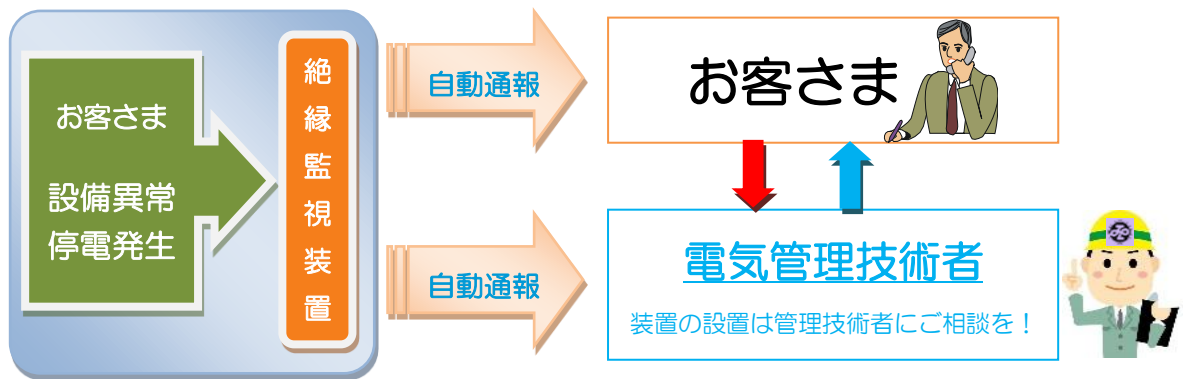 お客さま
設備異常
停電発生
絶縁監視装置
自動通報
自動通報
お客さま
電気管理技術者
装置の設置は管理技術者にご相談を！